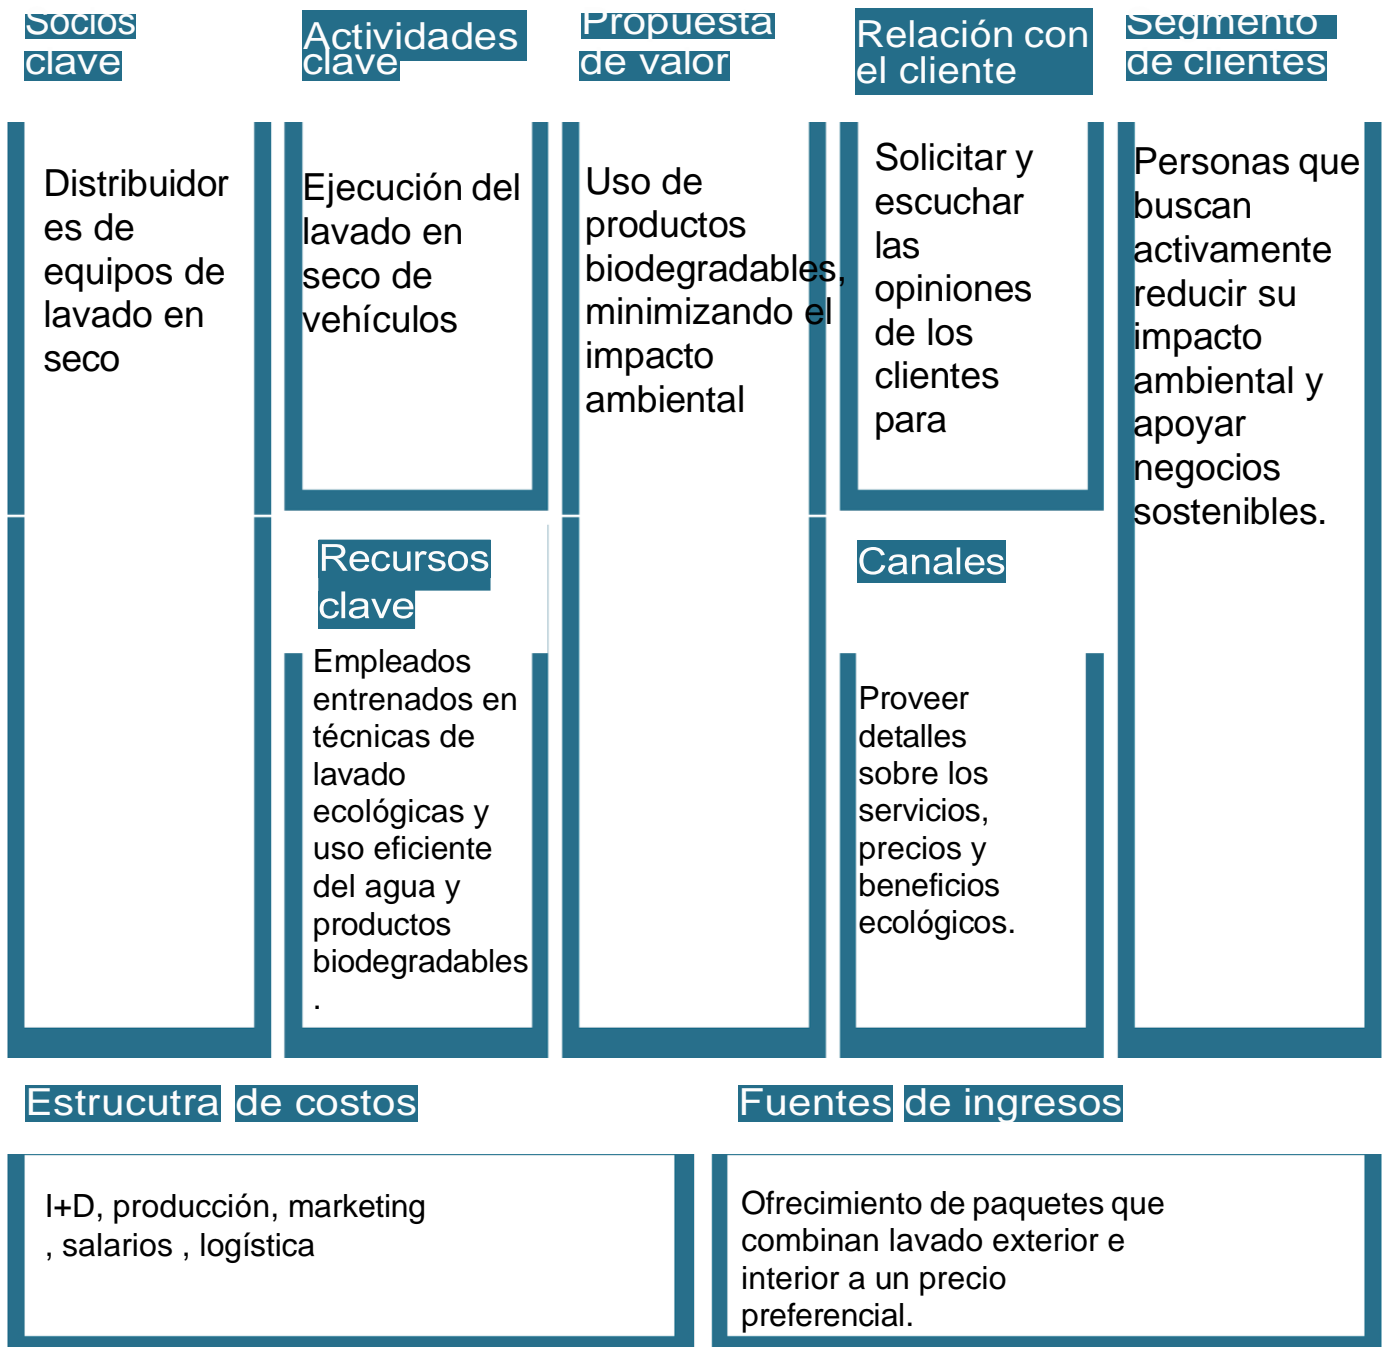 Socios
clave
Distribuidor
es de
equipos de
lavado en
seco
Actividades
clave
Ejecución del
lavado en
seco de
vehículos
Recursos
clave
Empleados
entrenados en
técnicas de
lavado
ecológicas y
uso eficiente
del agua y
productos
biodegradables
.
Propuesta
de valor
Uso de
productos
biodegradables,
minimizando el
impacto
ambiental
Relación con
el cliente
Solicitar y
escuchar
las
opiniones
de los
clientes
para
Canales
Proveer
detalles
sobre los
servicios,
precios y
beneficios
ecológicos.
Segmento
de clientes
Personas que
buscan
activamente
reducir su
impacto
ambiental y
apoyar
negocios
sostenibles.
Estrucutra de costos
I+D, producción, marketing
, salarios , logística
Fuentes de ingresos
Ofrecimiento de paquetes que
combinan lavado exterior e
interior a un precio
preferencial.